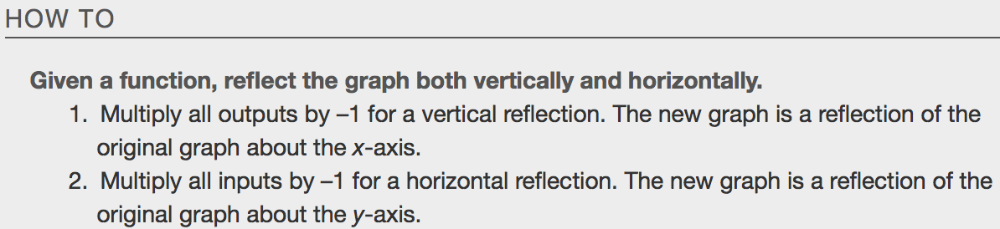 HOW TO
Given a function, reflect the graph both vertically and horizontally.
1. Multiply all outputs by –1 for a vertical reflection. The new graph is a reflection of the
original graph about the x-axis.
2. Multiply all inputs by –1 for a horizontal reflection. The new graph is a reflection of the
original graph about the y-axis.